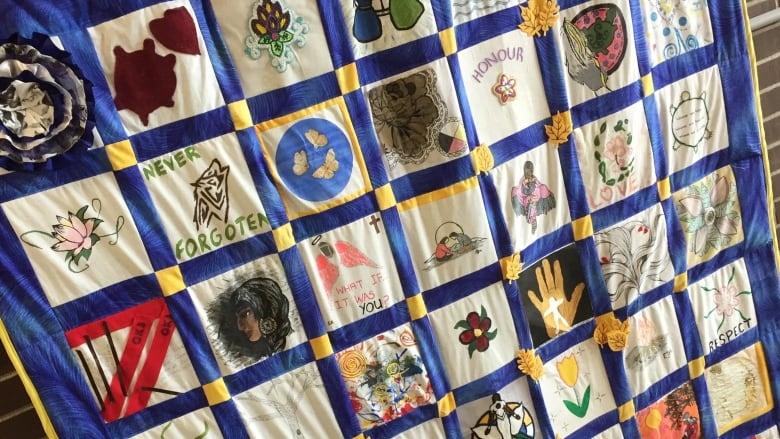 HONOUR
NEVER
FORGOTEN
LOVE
WHAT IF
IT WAS
YOU?
RESPECT